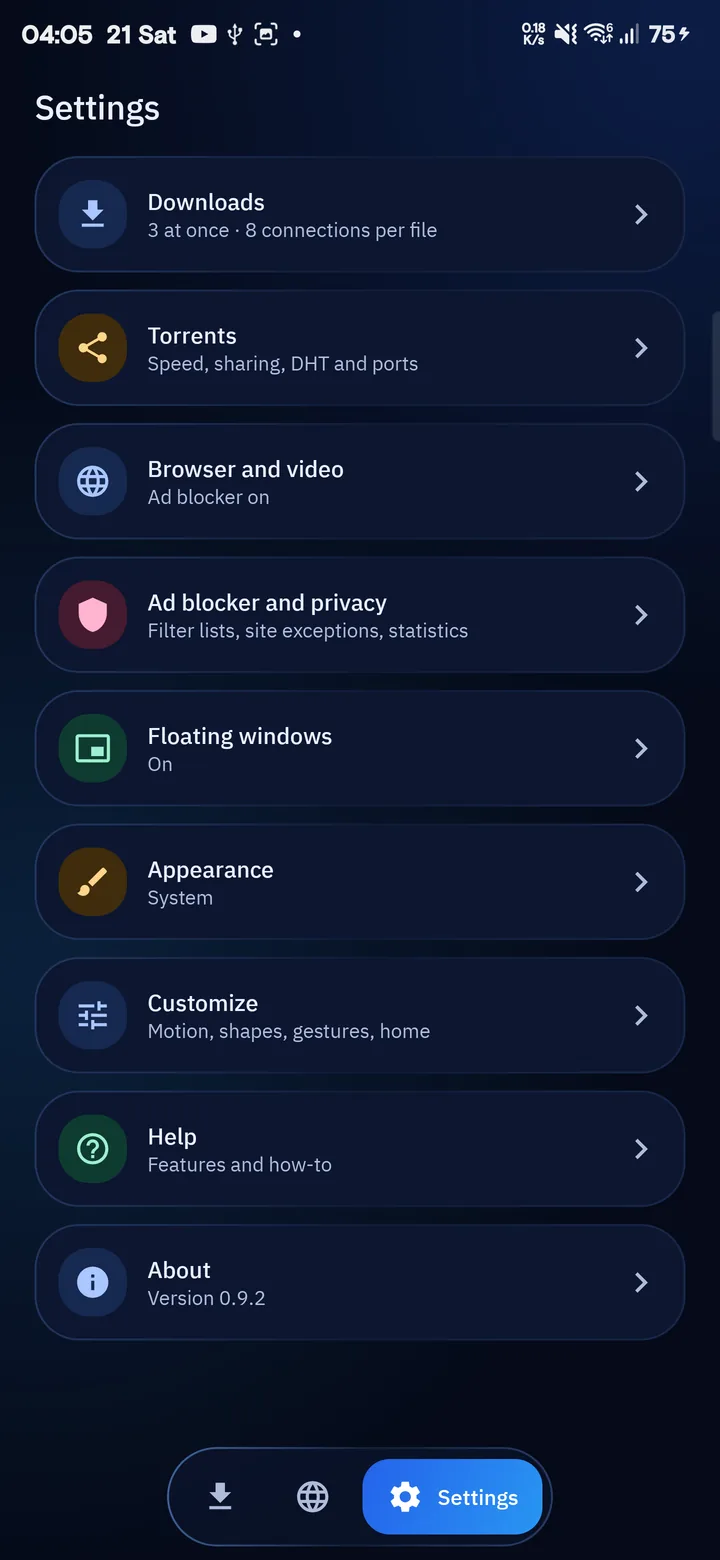 04:05 21 Sat
0.18 K/s 6 75
Settings
Downloads
3 at once · 8 connections per file
Torrents
Speed, sharing, DHT and ports
Browser and video
Ad blocker on
Ad blocker and privacy
Filter lists, site exceptions, statistics
Floating windows
On
Appearance
System
Customize
Motion, shapes, gestures, home
Help
Features and how-to
About
Version 0.9.2
Settings